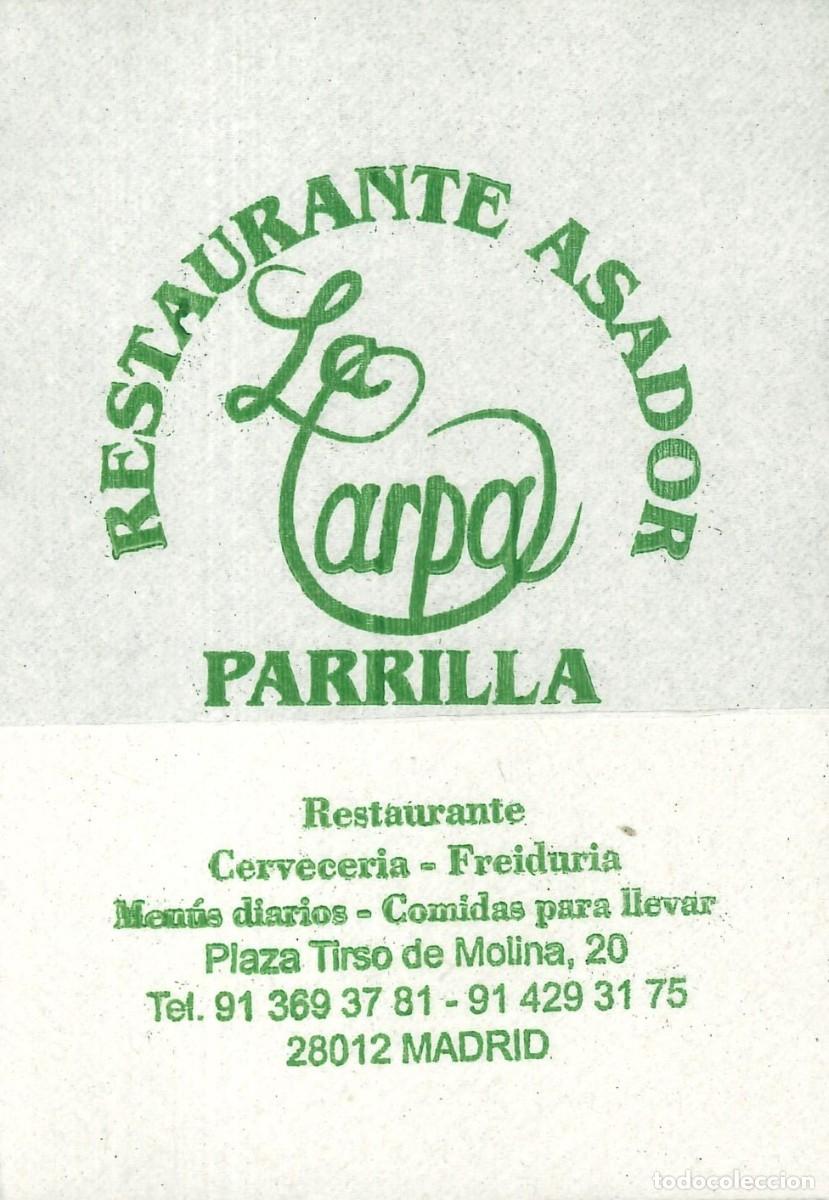 RESTAURANTE ASADOR
La
Carpa
PARRILLA
Restaurante
Cerveceria - Freiduria
Menús diarios - Comidas para llevar
Plaza Tirso de Molina, 20
Tel. 91 369 37 81 - 91 429 31 75
28012 MADRID
todocoleccion